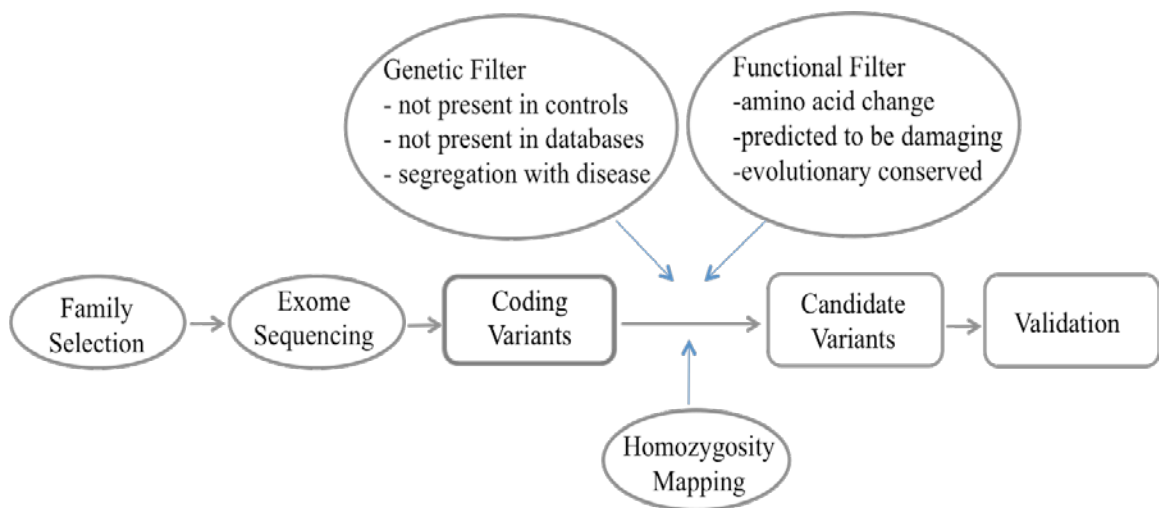 Genetic Filter
- not present in controls
- not present in databases
- segregation with disease
Functional Filter
-amino acid change
-predicted to be damaging
-evolutionary conserved
Family
Selection
Exome
Sequencing
Coding
Variants
Candidate
Variants
Validation
Homozygosity
Mapping